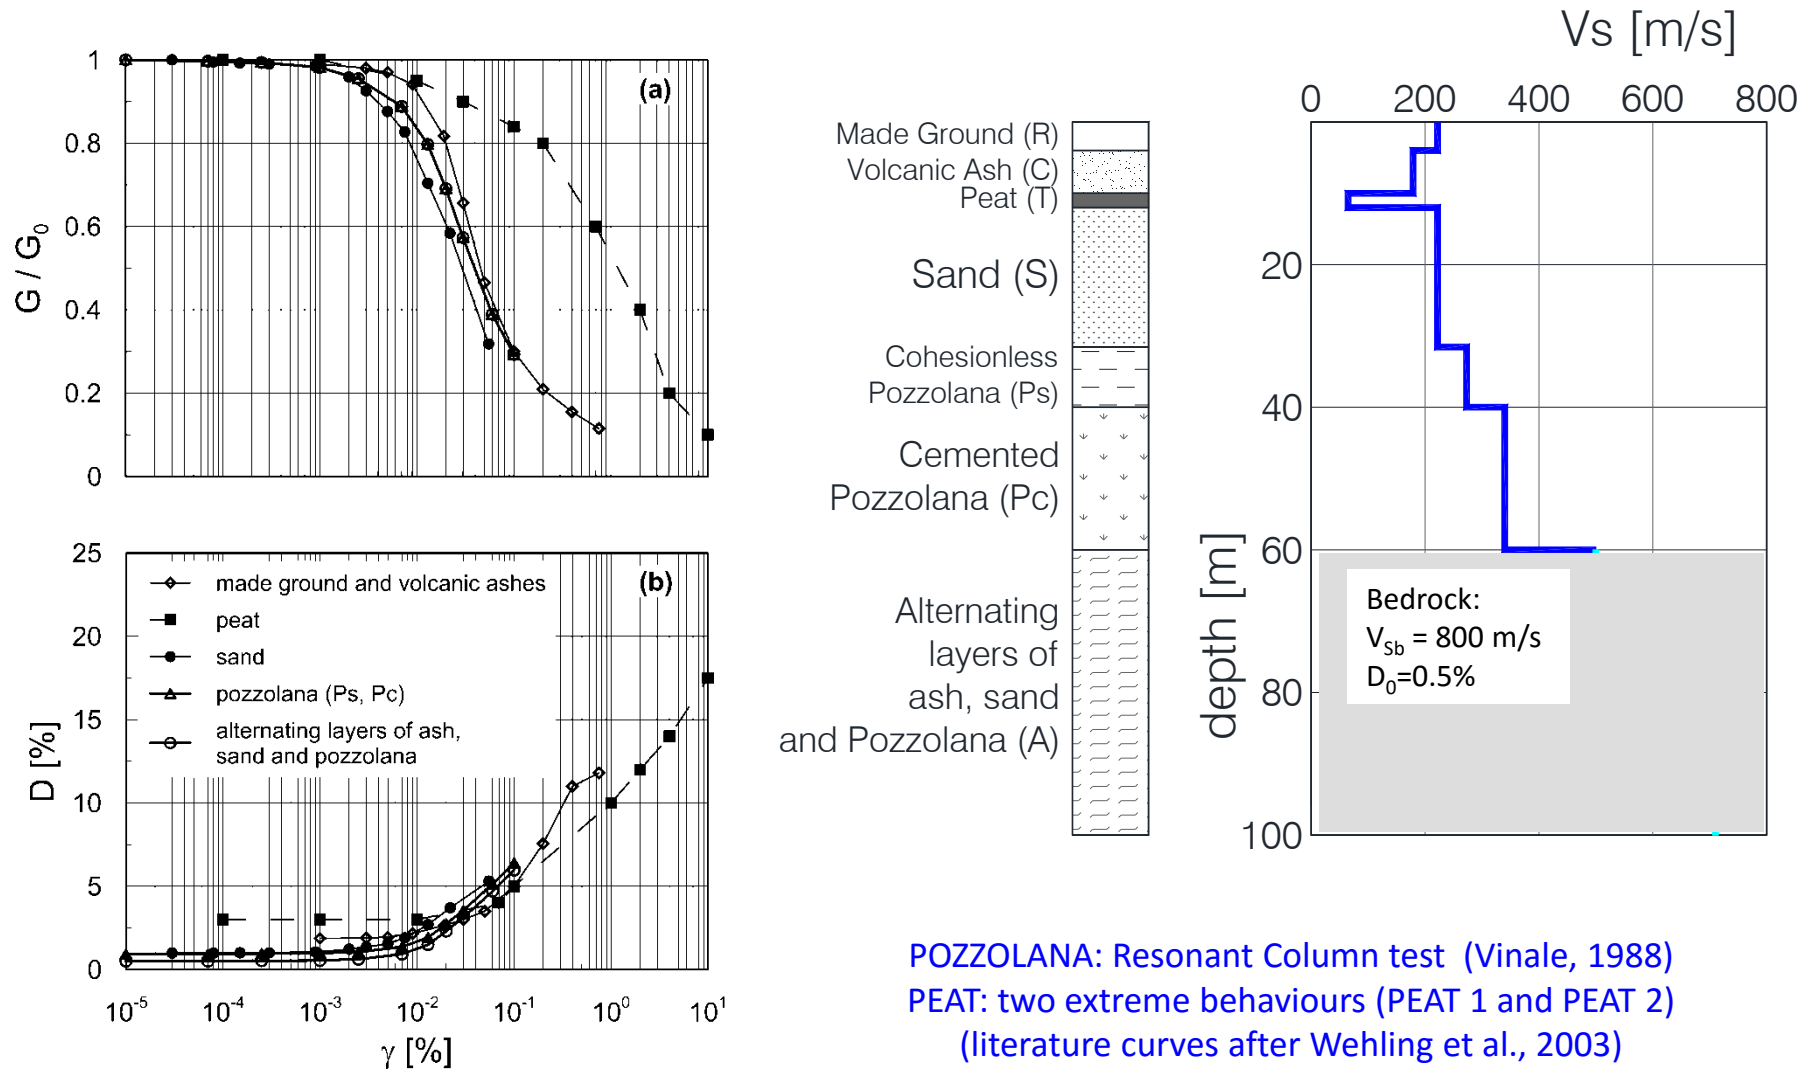 1
0.8
0.6
0.4
0.2
0
G / G₀
(a)
25
20
15
10
5
0
D [%]
(b)
made ground and volcanic ashes
peat
sand
pozzolana (Ps, Pc)
alternating layers of ash,
sand and pozzolana
10⁻⁵ 10⁻⁴ 10⁻³ 10⁻² 10⁻¹ 10⁰ 10¹
γ [%]
Made Ground (R)
Volcanic Ash (C)
Peat (T)
Sand (S)
Cohesionless
Pozzolana (Ps)
Cemented
Pozzolana (Pc)
Alternating
layers of
ash, sand
and Pozzolana (A)
Vs [m/s]
0 200 400 600 800
20
40
60
80
100
depth [m]
Bedrock:
V_Sb = 800 m/s
D₀=0.5%
POZZOLANA: Resonant Column test (Vinale, 1988)
PEAT: two extreme behaviours (PEAT 1 and PEAT 2)
(literature curves after Wehling et al., 2003)